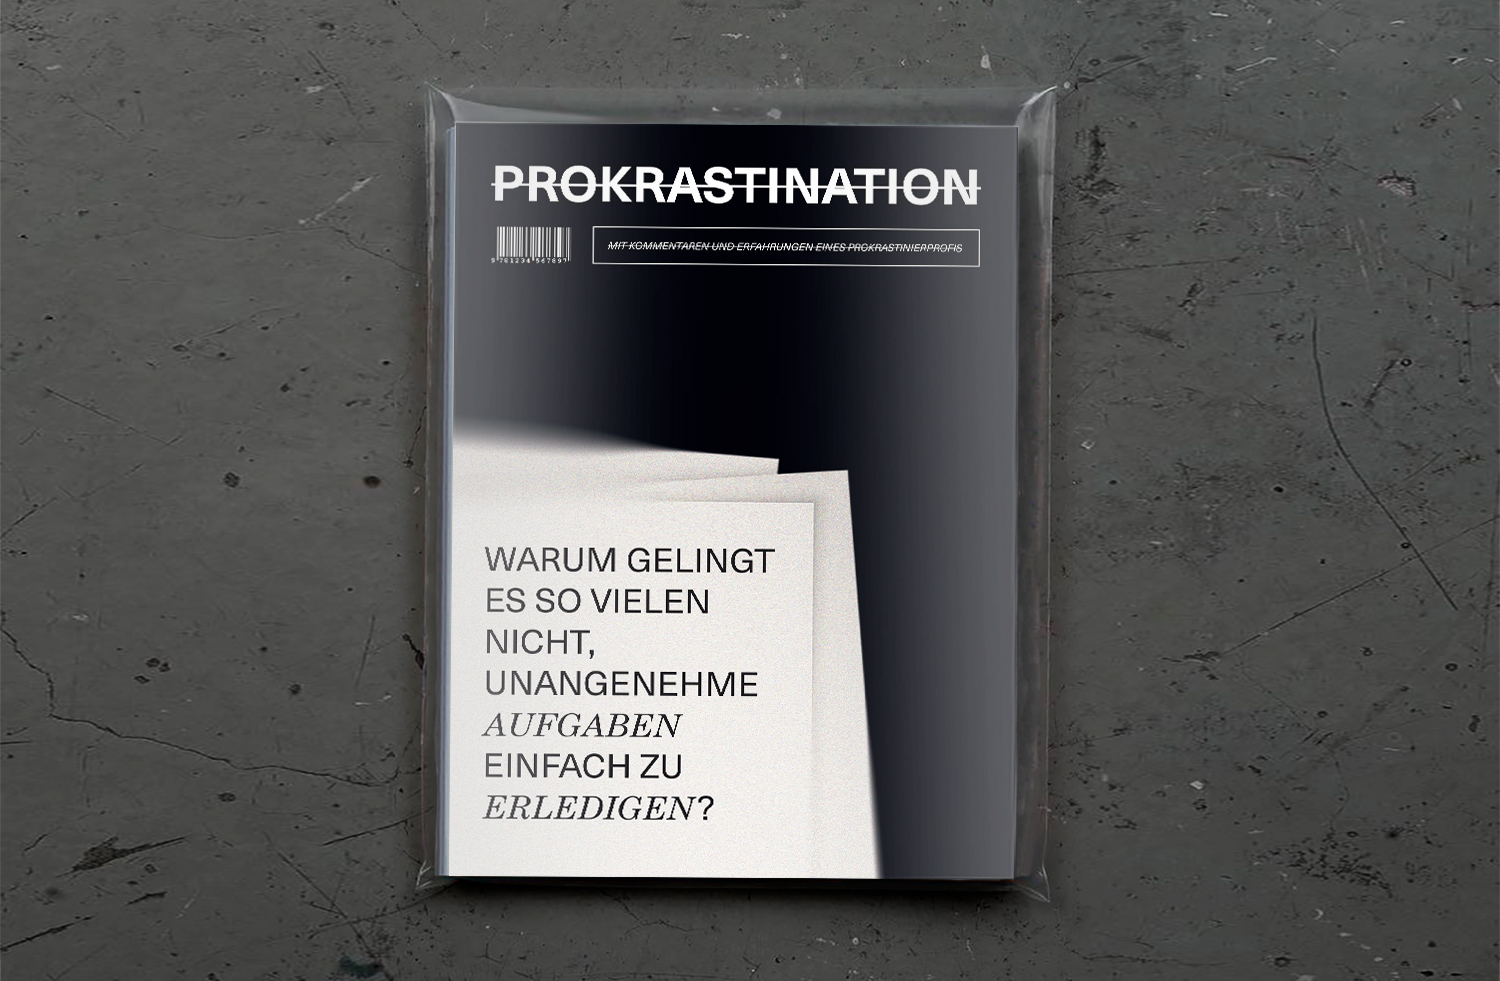 PROKRASTINATION
9 781234 567897
MIT KOMMENTAREN UND ERFAHRUNGEN EINES PROKRASTINIERPROFIS
WARUM GELINGT
ES SO VIELEN
NICHT,
UNANGENEHME
AUFGABEN
EINFACH ZU
ERLEDIGEN?